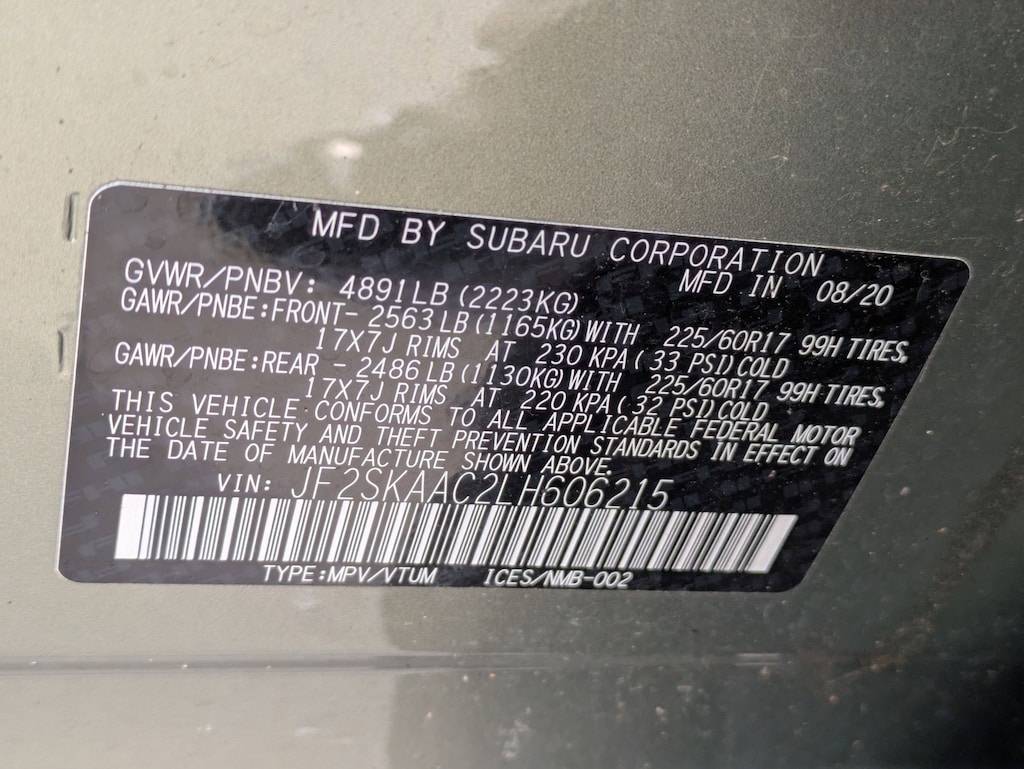 MFD BY SUBARU CORPORATION
GVWR/PNBV: 4891LB (2223KG) MFD IN 08/20
GAWR/PNBE:FRONT- 2563LB(1165KG)WITH 225/60R17 99H TIRES,
17X7J RIMS AT 230 KPA( 33 PSI)COLD
GAWR/PNBE:REAR - 2486LB(1130KG)WITH 225/60R17 99H TIRES,
17X7J RIMS AT 220 KPA( 32 PSI)COLD
THIS VEHICLE CONFORMS TO ALL APPLICABLE FEDERAL MOTOR
VEHICLE SAFETY AND THEFT PREVENTION STANDARDS IN EFFECT ON
THE DATE OF MANUFACTURE SHOWN ABOVE.
VIN: JF2SKAAC2LH606215
TYPE:MPV/VTUM ICES/NMB-002